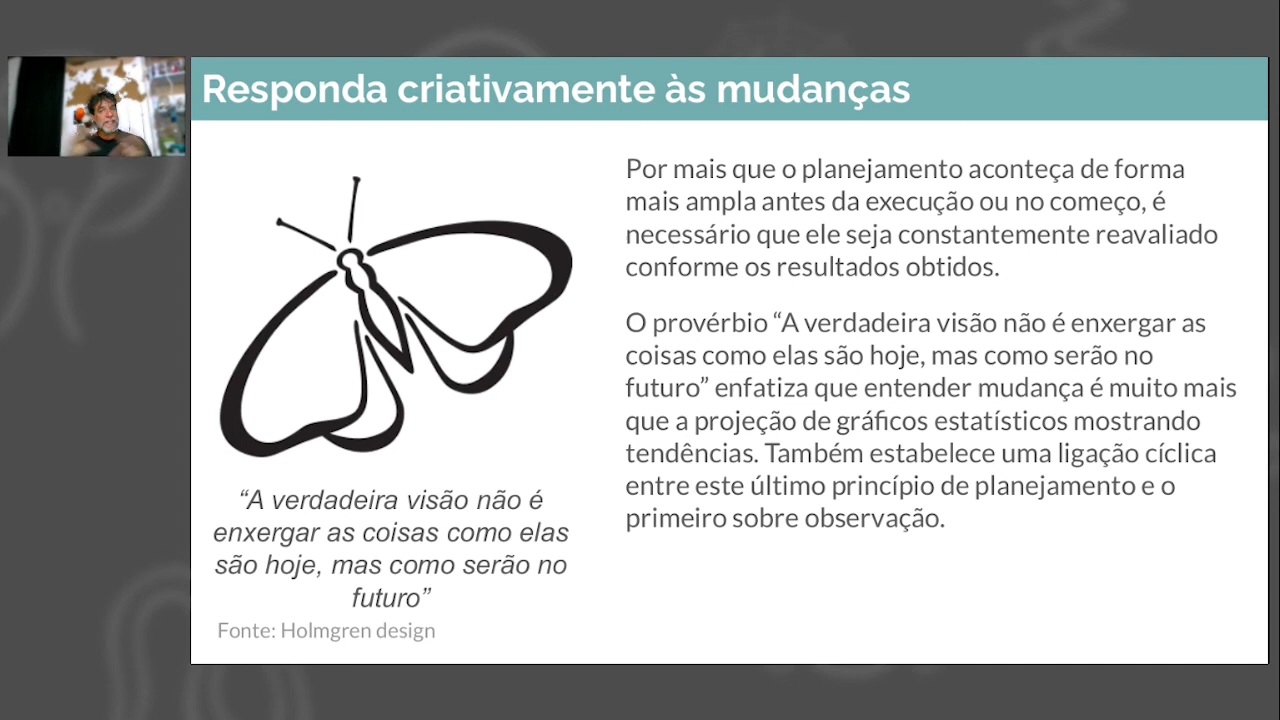 Responda criativamente às mudanças
Por mais que o planejamento aconteça de forma
mais ampla antes da execução ou no começo, é
necessário que ele seja constantemente reavaliado
conforme os resultados obtidos.
O provérbio “A verdadeira visão não é enxergar as
coisas como elas são hoje, mas como serão no
futuro” enfatiza que entender mudança é muito mais
que a projeção de gráficos estatísticos mostrando
tendências. Também estabelece uma ligação cíclica
entre este último princípio de planejamento e o
primeiro sobre observação.
“A verdadeira visão não é
enxergar as coisas como elas
são hoje, mas como serão no
futuro”
Fonte: Holmgren design